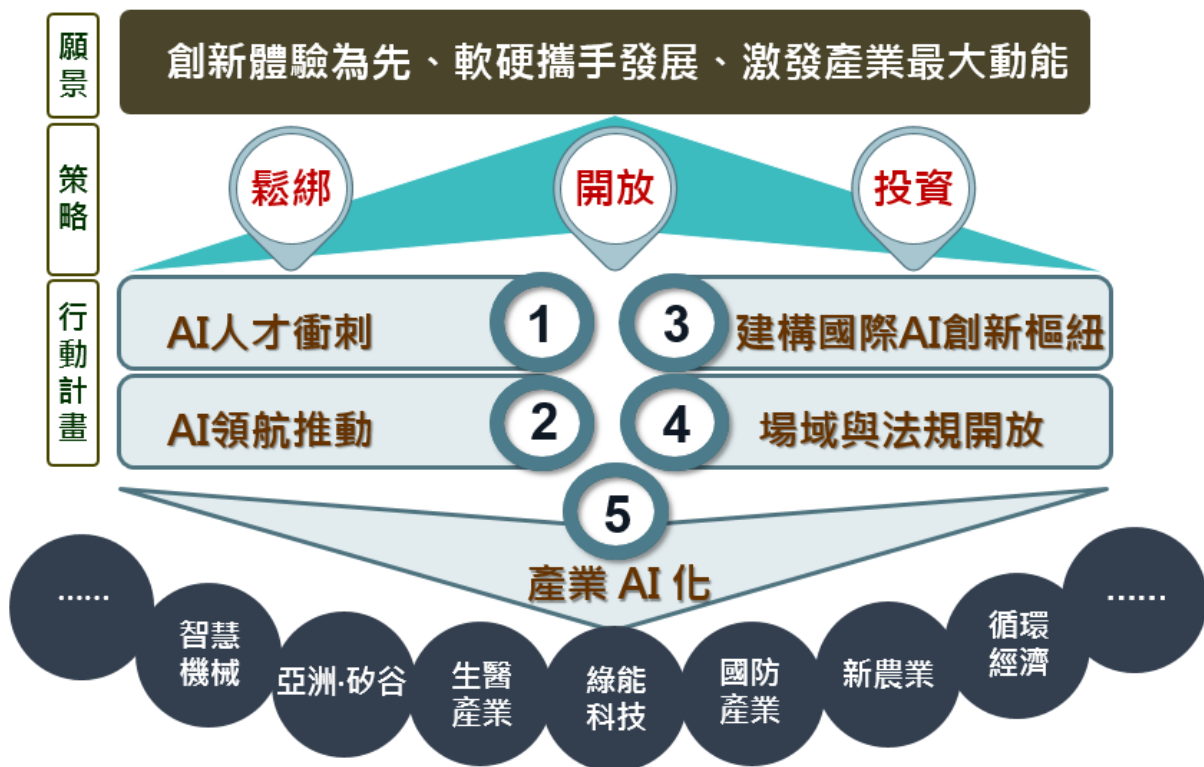 願景
創新體驗為先、軟硬攜手發展、激發產業最大動能
策略
鬆綁
開放
投資
行動計畫
AI人才衝刺
1
3
建構國際AI創新樞紐
AI領航推動
2
4
場域與法規開放
5
產業 AI 化
......
智慧
機械
亞洲·矽谷
生醫
產業
綠能
科技
國防
產業
新農業
循環
經濟
......